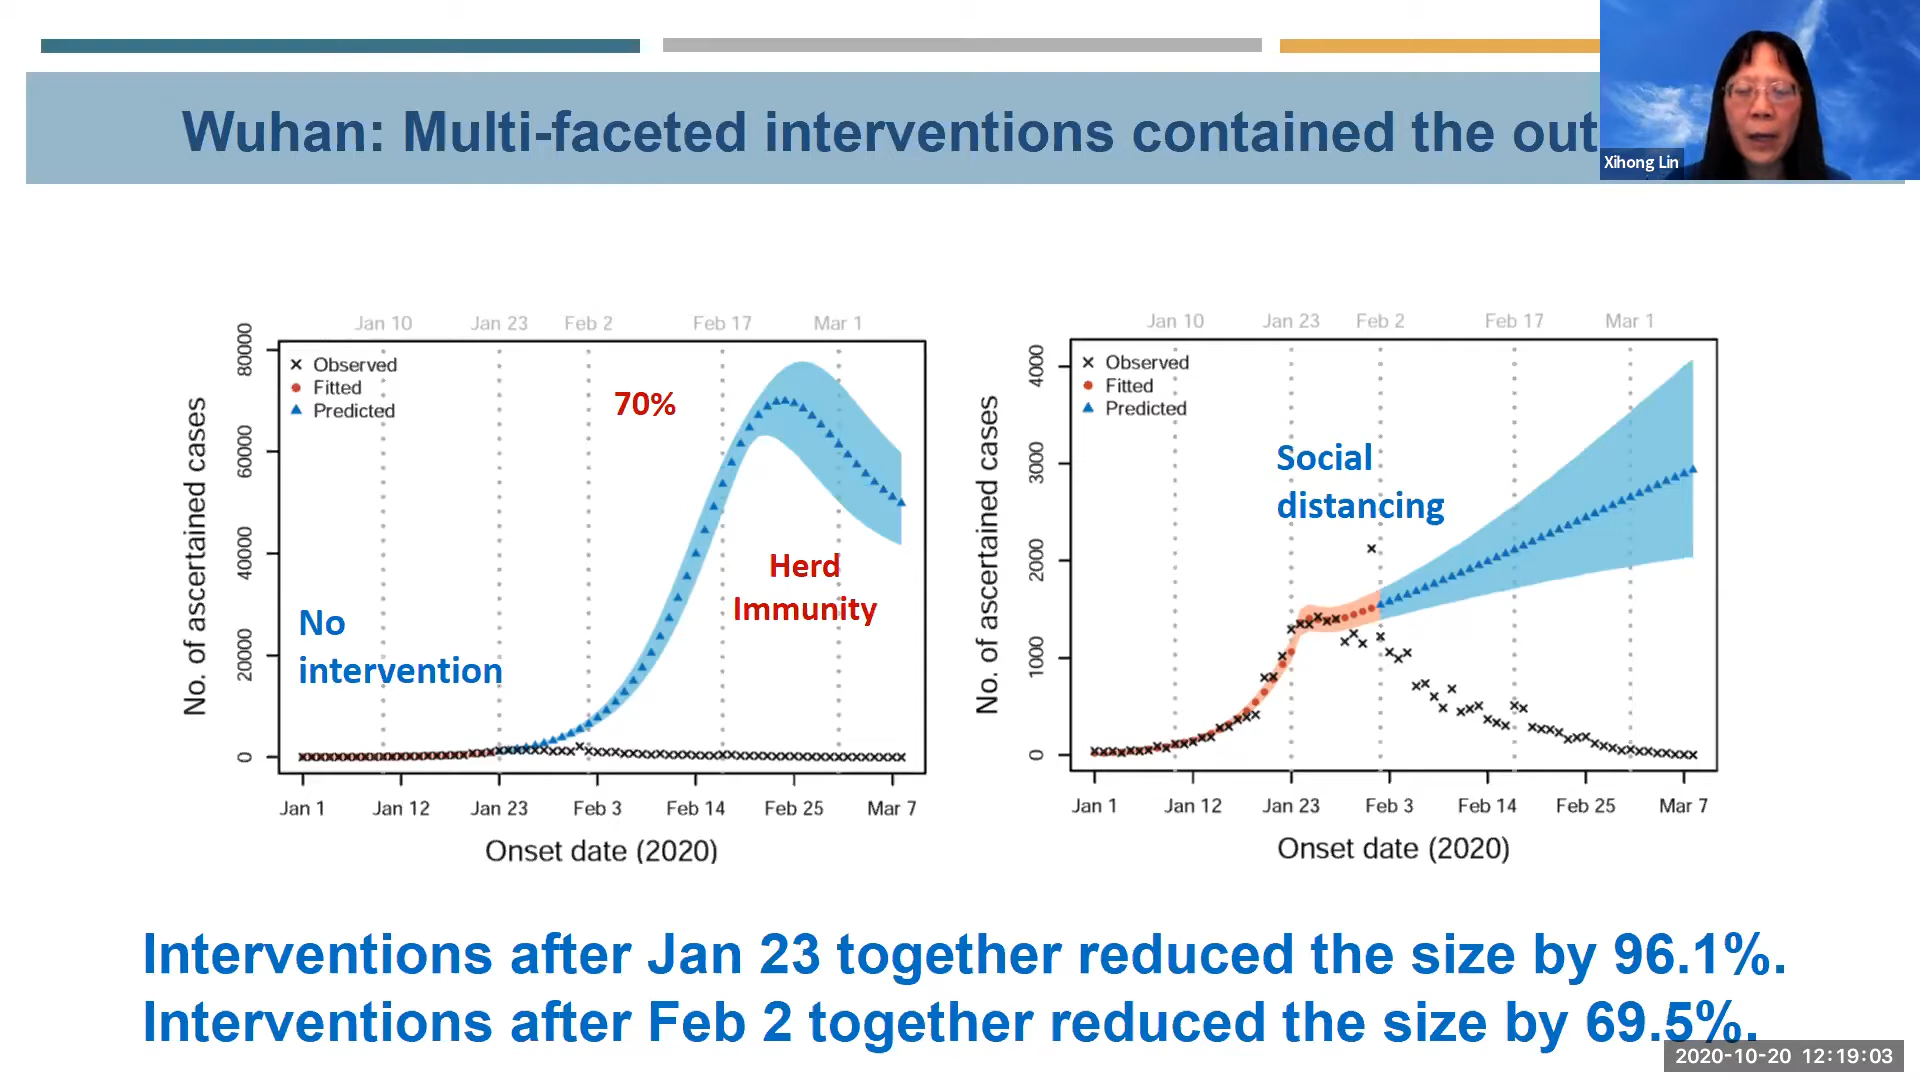 Wuhan: Multi-faceted interventions contained the out
Xihong Lin
Jan 10 Jan 23 Feb 2 Feb 17 Mar 1
× Observed
Fitted
Predicted
70%
Herd
Immunity
No
intervention
No. of ascertained cases
0 20000 40000 60000 80000
Jan 1 Jan 12 Jan 23 Feb 3 Feb 14 Feb 25 Mar 7
Onset date (2020)
Jan 10 Jan 23 Feb 2 Feb 17 Mar 1
× Observed
Fitted
Predicted
Social
distancing
No. of ascertained cases
0 1000 2000 3000 4000
Jan 1 Jan 12 Jan 23 Feb 3 Feb 14 Feb 25 Mar 7
Onset date (2020)
Interventions after Jan 23 together reduced the size by 96.1%.
Interventions after Feb 2 together reduced the size by 69.5%.
2020-10-20 12:19:03